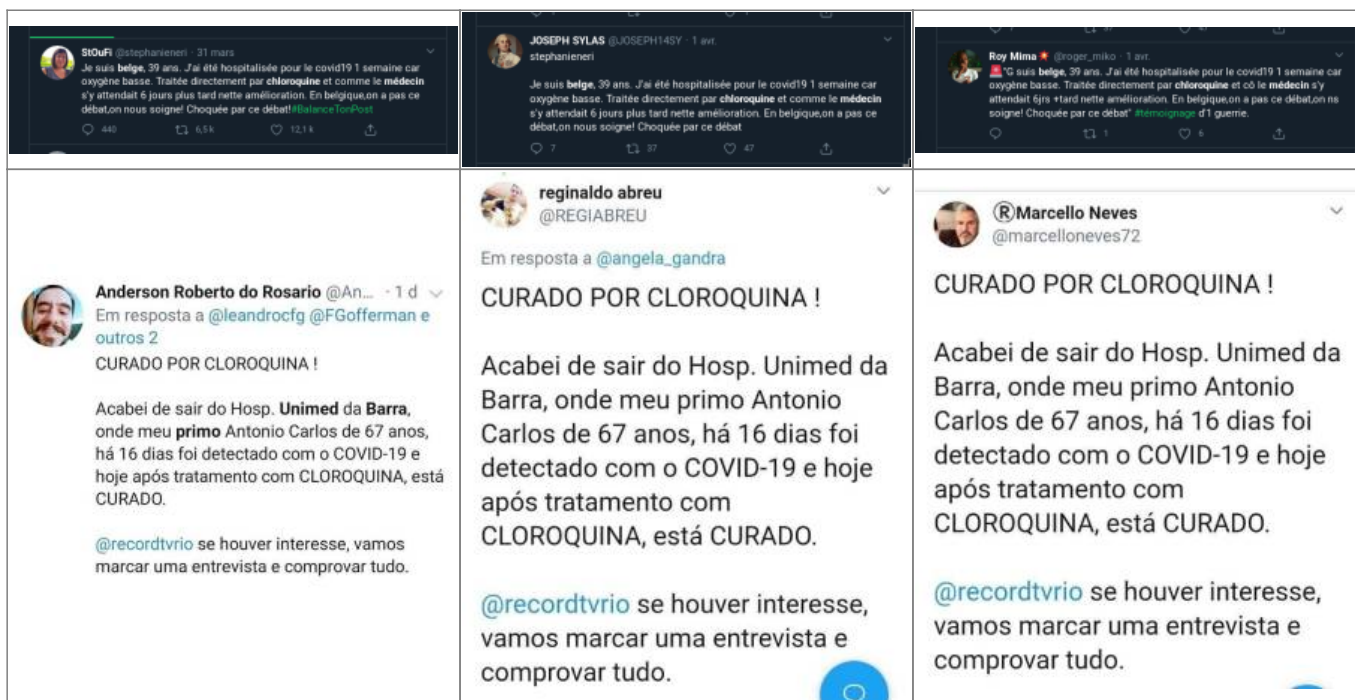 StOuFi @stephanieneri · 31 mars
Je suis belge, 39 ans. J'ai été hospitalisée pour le covid19 1 semaine car
oxygène basse. Traitée directement par chloroquine et comme le médecin
s'y attendait 6 jours plus tard nette amélioration. En belgique,on a pas ce
débat,on nous soigne! Choquée par ce débat!#BalanceTonPost
440 6,5 k 12,1 k
JOSEPH SYLAS @JOSEPH14SY · 1 avr.
stephanieneri
Je suis belge, 39 ans. J'ai été hospitalisée pour le covid19 1 semaine car
oxygène basse. Traitée directement par chloroquine et comme le médecin
s'y attendait 6 jours plus tard nette amélioration. En belgique,on a pas ce
débat,on nous soigne! Choquée par ce débat
7 37 47
Roy Mima @roger_miko · 1 avr.
"G suis belge, 39 ans. J'ai été hospitalisée pour le covid19 1 semaine car
oxygène basse. Traitée directement par chloroquine et cô le médecin s'y
attendait 6jrs +tard nette amélioration. En belgique,on a pas ce débat,on ns
soigne! Choquée par ce débat" #témoignage d'1 guerrie.
1 6
Anderson Roberto do Rosario @An... · 1 d
Em resposta a @leandrocfg @FGofferman e
outros 2
CURADO POR CLOROQUINA !
Acabei de sair do Hosp. Unimed da Barra,
onde meu primo Antonio Carlos de 67 anos,
há 16 dias foi detectado com o COVID-19 e
hoje após tratamento com CLOROQUINA, está
CURADO.
@recordtvrio se houver interesse, vamos
marcar uma entrevista e comprovar tudo.
reginaldo abreu
@REGIABREU
Em resposta a @angela_gandra
CURADO POR CLOROQUINA !
Acabei de sair do Hosp. Unimed da
Barra, onde meu primo Antonio
Carlos de 67 anos, há 16 dias foi
detectado com o COVID-19 e hoje
após tratamento com
CLOROQUINA, está CURADO.
@recordtvrio se houver interesse,
vamos marcar uma entrevista e
comprovar tudo.
®Marcello Neves
@marcelloneves72
CURADO POR CLOROQUINA !
Acabei de sair do Hosp. Unimed da
Barra, onde meu primo Antonio
Carlos de 67 anos, há 16 dias foi
detectado com o COVID-19 e hoje
após tratamento com
CLOROQUINA, está CURADO.
@recordtvrio se houver interesse,
vamos marcar uma entrevista e
comprovar tudo.